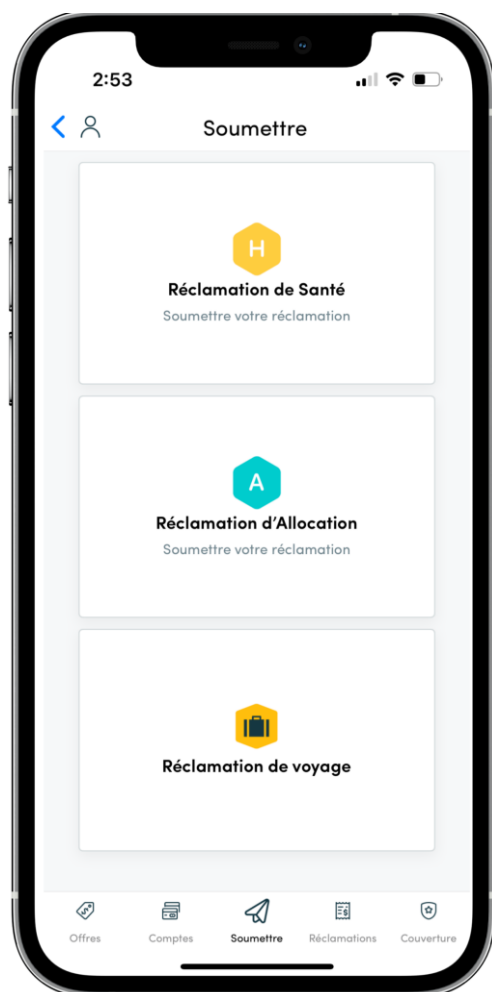 2:53
Soumettre
H
Réclamation de Santé
Soumettre votre réclamation
A
Réclamation d’Allocation
Soumettre votre réclamation
Réclamation de voyage
Offres Comptes Soumettre Réclamations Couverture